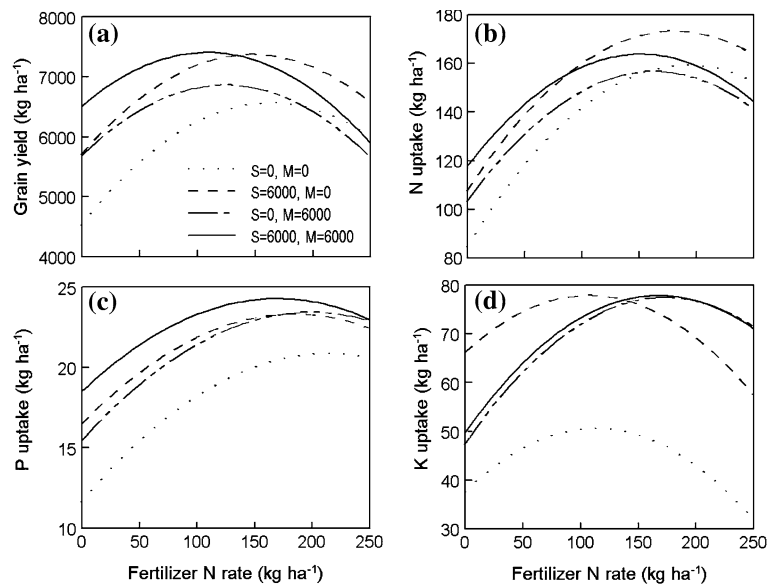 (a)
Grain yield (kg ha⁻¹)
8000
7000
6000
5000
4000
S=0, M=0
S=6000, M=0
S=0, M=6000
S=6000, M=6000
(b)
N uptake (kg ha⁻¹)
180
160
140
120
100
80
(c)
P uptake (kg ha⁻¹)
25
20
15
10
0 50 100 150 200 250
Fertilizer N rate (kg ha⁻¹)
(d)
K uptake (kg ha⁻¹)
80
70
60
50
40
30
0 50 100 150 200 250
Fertilizer N rate (kg ha⁻¹)